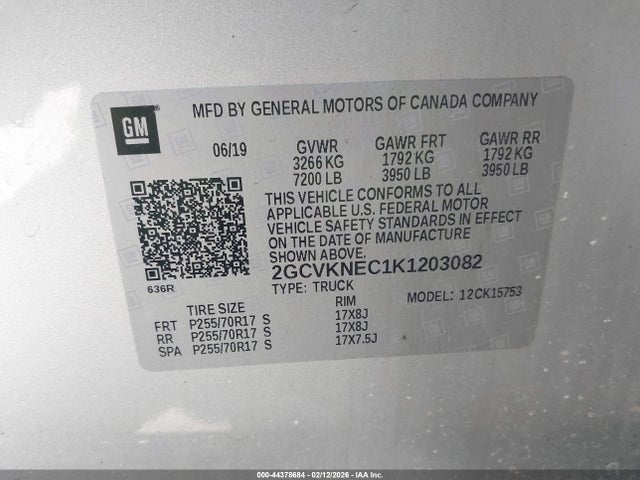 GM
MFD BY GENERAL MOTORS OF CANADA COMPANY
06/19 GVWR GAWR FRT GAWR RR
3266 KG 1792 KG 1792 KG
7200 LB 3950 LB 3950 LB
THIS VEHICLE CONFORMS TO ALL
APPLICABLE U.S. FEDERAL MOTOR
VEHICLE SAFETY STANDARDS IN EFFECT
ON THE DATE OF MANUFACTURE
SHOWN ABOVE.
2GCVKNEC1K1203082
636R
TYPE: TRUCK MODEL: 12CK15753
TIRE SIZE RIM
FRT P255/70R17 S 17X8J
RR P255/70R17 S 17X8J
SPA P255/70R17 S 17X7.5J
000-44378684 - 02/12/2026 - IAA Inc.